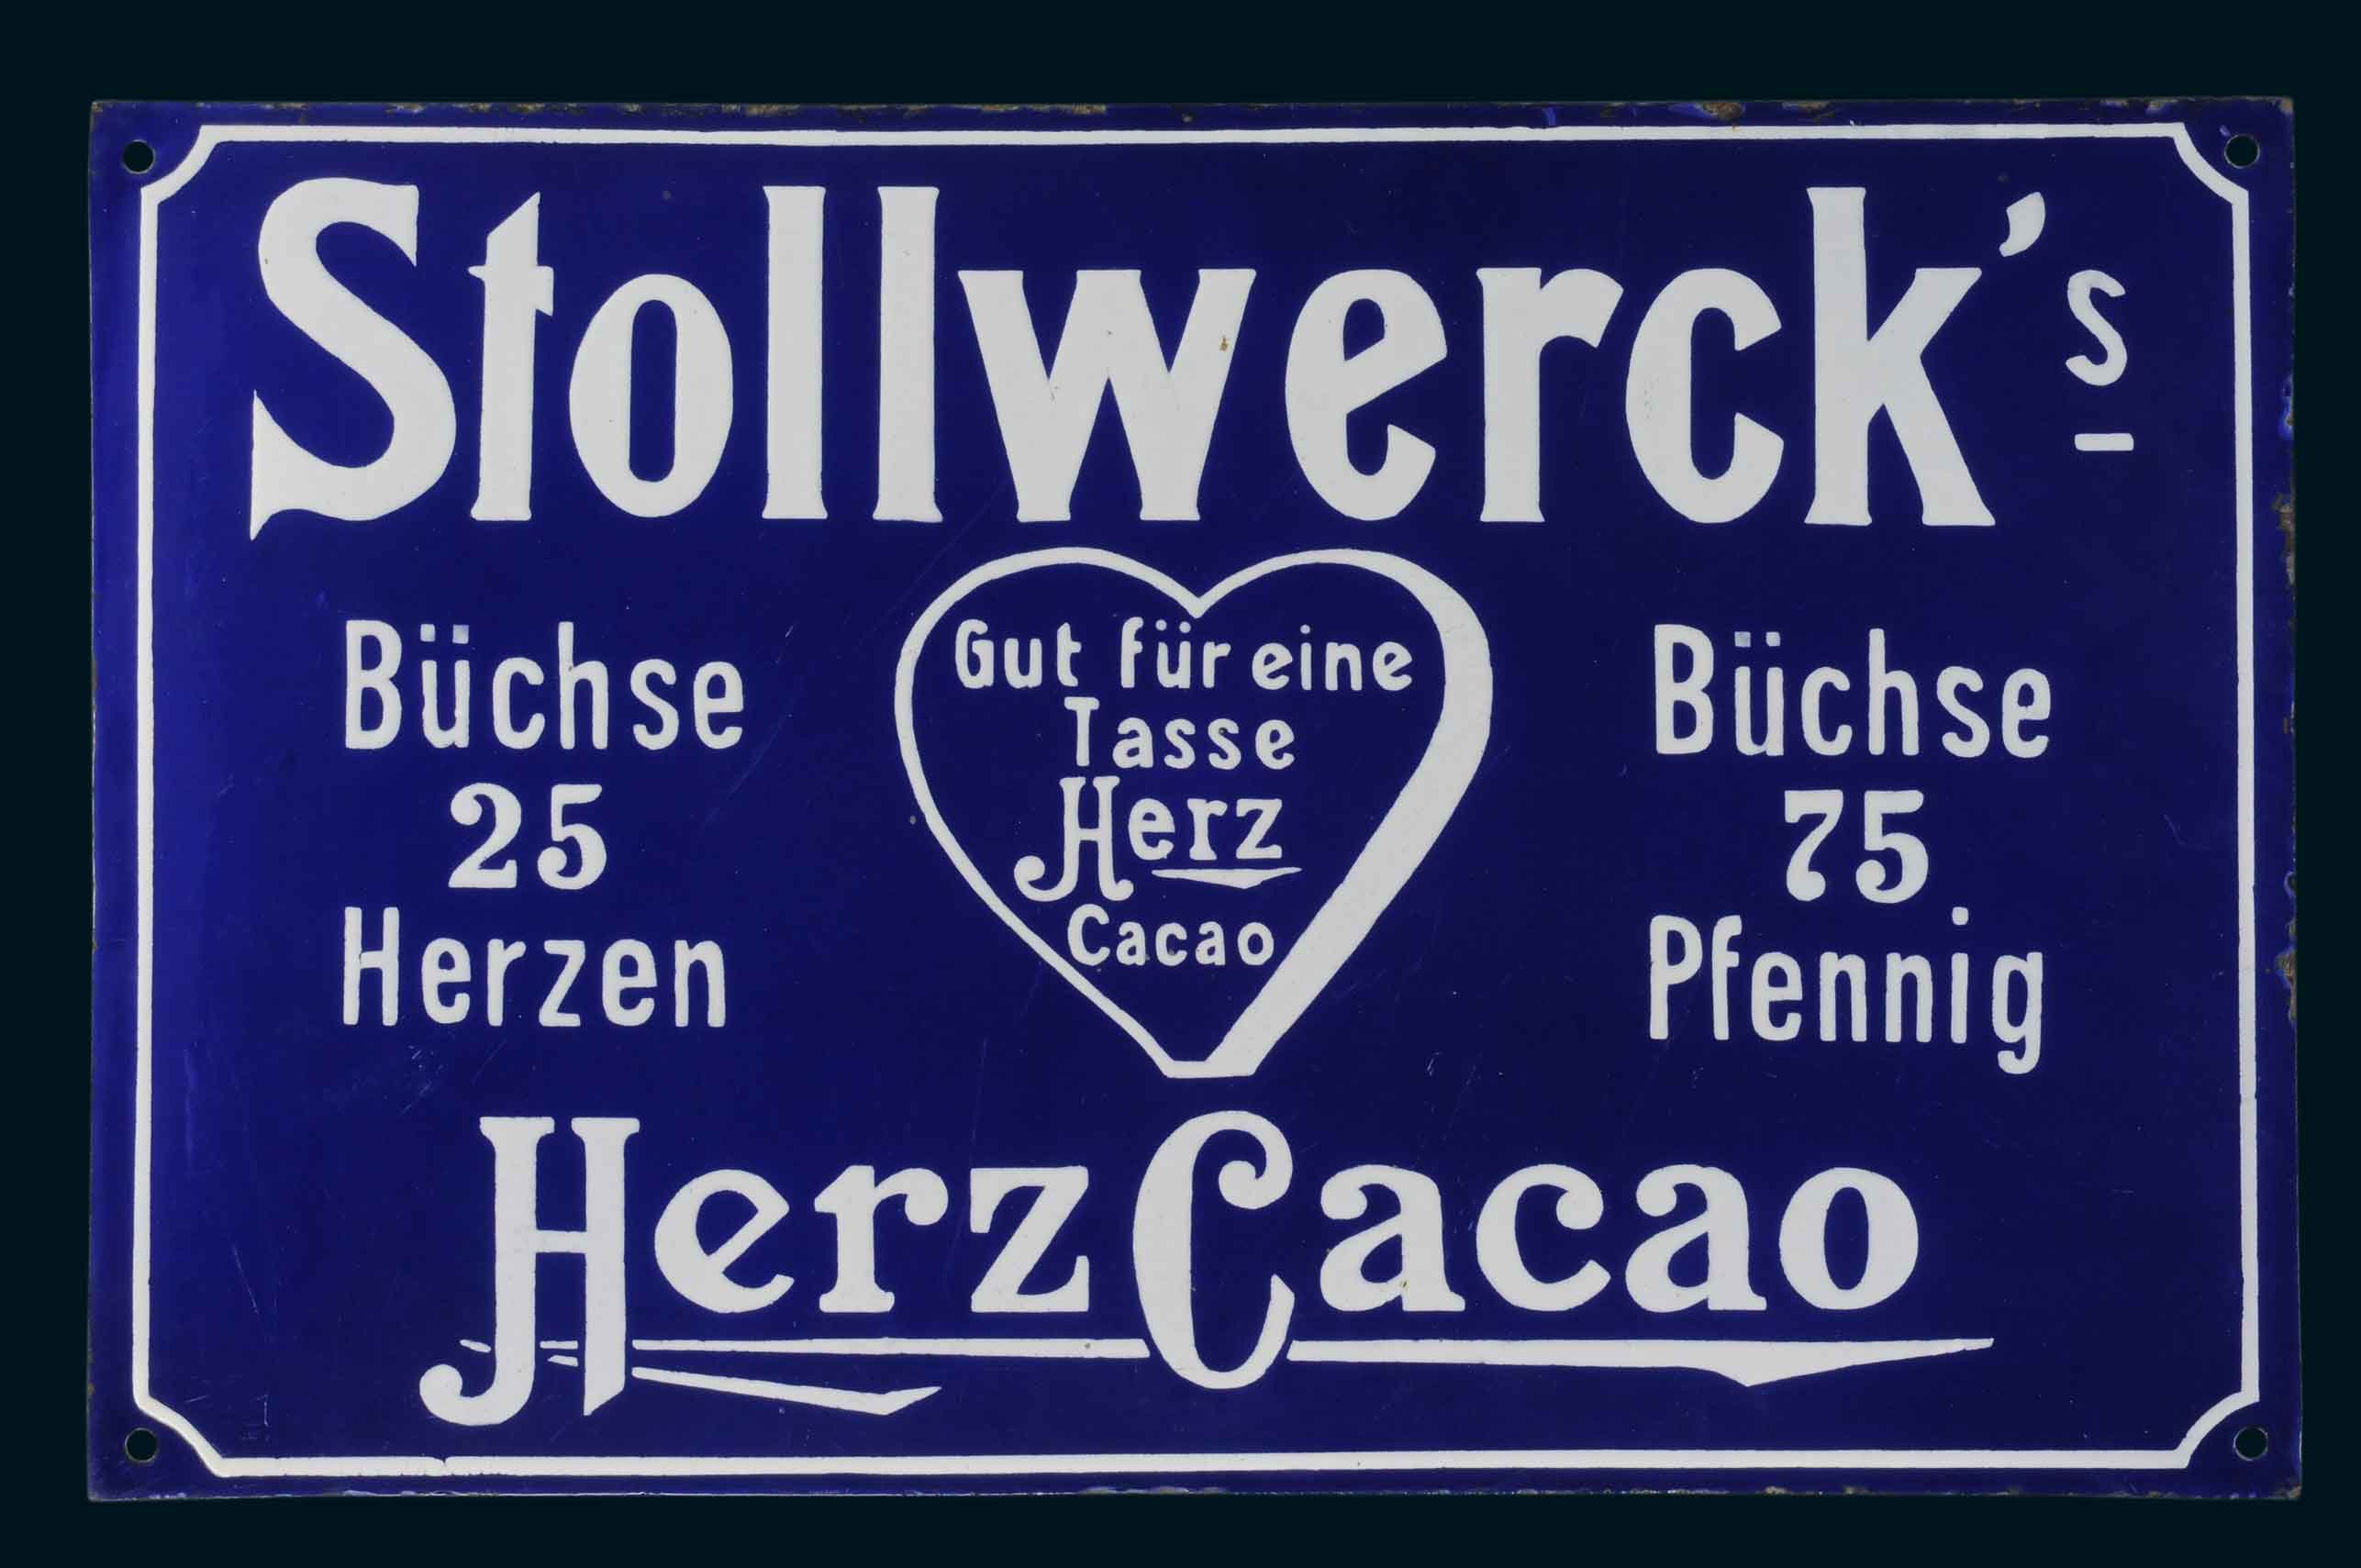 Stollwerck's
Büchse
25
Herzen
Gut für eine
Tasse
Herz
Cacao
Büchse
75
Pfennig
Herz Cacao